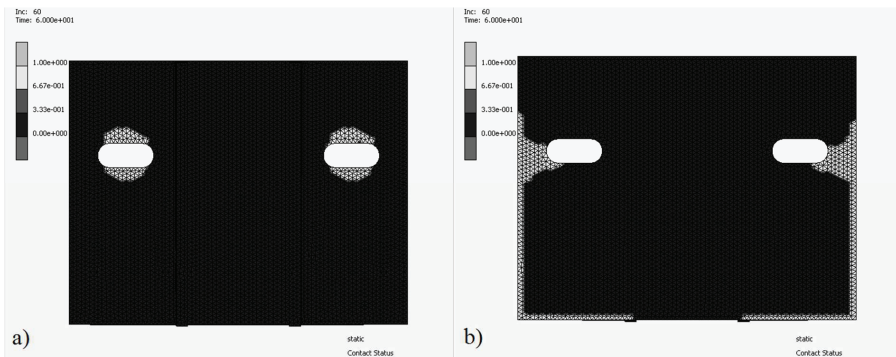 Inc: 60
Time: 6.000e+001
1.00e+000
6.67e-001
3.33e-001
0.00e+000
a)
static
Contact Status
Inc: 60
Time: 6.000e+001
1.00e+000
6.67e-001
3.33e-001
0.00e+000
b)
static
Contact Status